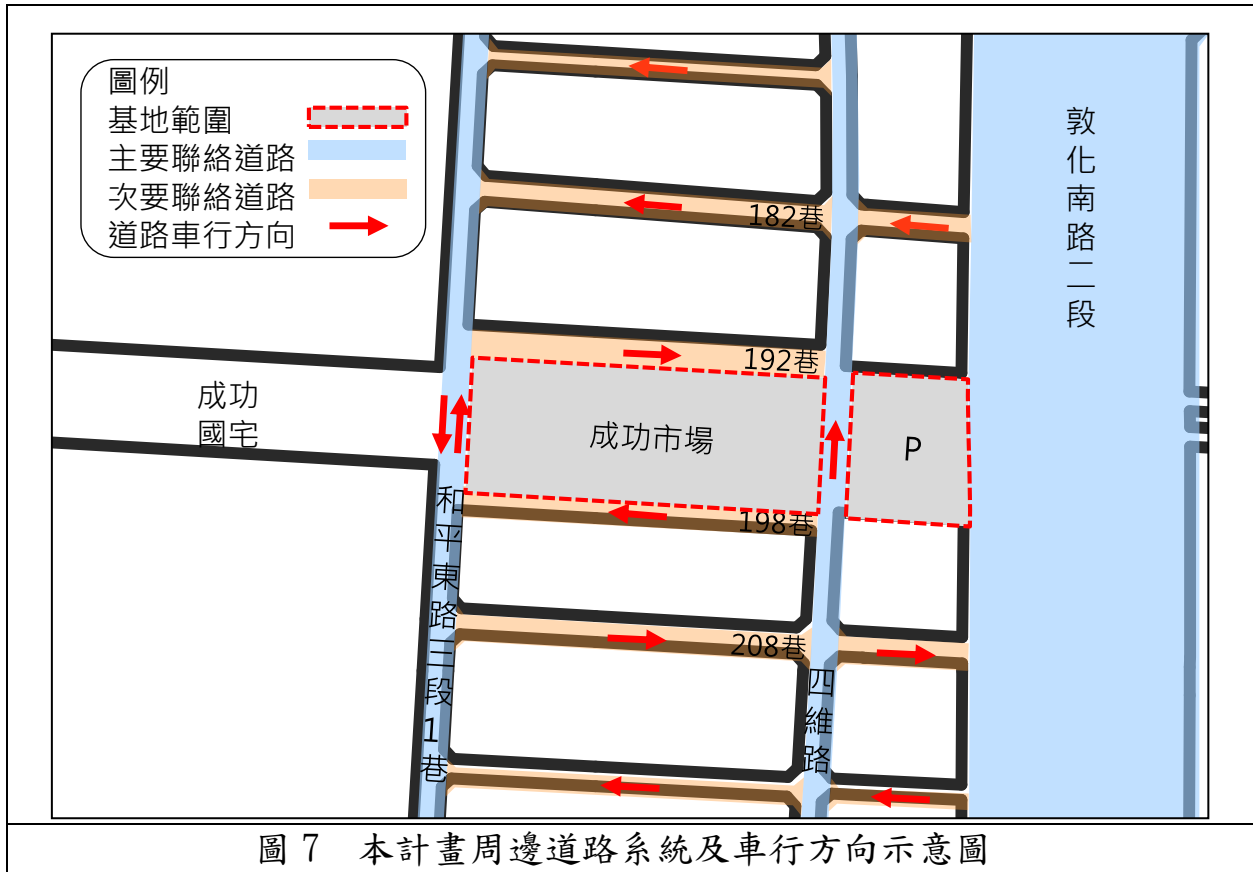 圖例
基地範圍
主要聯絡道路
次要聯絡道路
道路車行方向
敦化南路二段
182巷
192巷
成功
國宅
成功市場
P
和平東路三段1巷
198巷
208巷
四維路
圖 7 本計畫周邊道路系統及車行方向示意圖